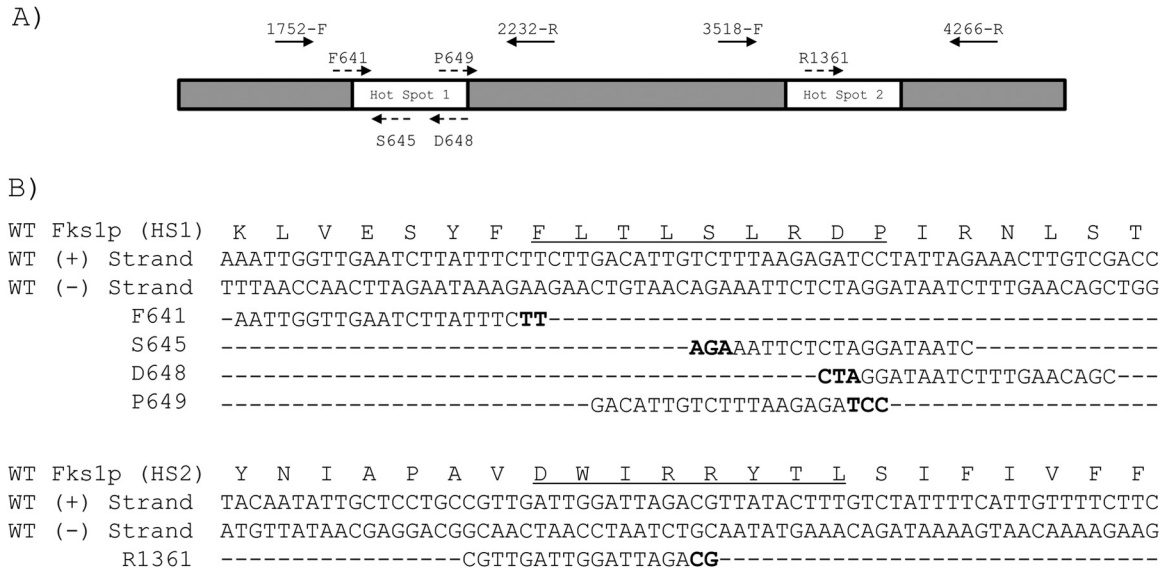 A)
1752-F 2232-R 3518-F 4266-R
F641 P649 R1361
Hot Spot 1 Hot Spot 2
S645 D648
B)
WT Fks1p (HS1) K L V E S Y F F L T L S L R D P I R N L S T
WT (+) Strand AAATTGGTTGAATCTTATTTCTTCTTGACATTGTCTTTAAGAGATCCTATTAGAAACTTGTCGACC
WT (-) Strand TTTAACCAACTTAGAATAAAGAAGAACTGTAACAGAAATTCTCTAGGATAATCTTTGAACAGCTGG
F641 -AATTGGTTGAATCTTATTTCTT-------------------------------------------
S645 ---------------------------------AGAAATTCTCTAGGATAATC-------------
D648 ------------------------------------------CTAGGATAATCTTTGAACAGC---
P649 --------------------------GACATTGTCTTTAAGAGATCC-------------------
WT Fks1p (HS2) Y N I A P A V D W I R R Y T L S I F I V F F
WT (+) Strand TACAATATTGCTCCTGCCGTTGATTGGATTAGACGTTATACTTTGTCTATTTTCATTGTTTTCTTC
WT (-) Strand ATGTTATAACGAGGACGGCAACTAACCTAATCTGCAATATGAAACAGATAAAAGTAACAAAAGAAG
R1361 -----------------CGTTGATTGGATTAGACG-------------------------------